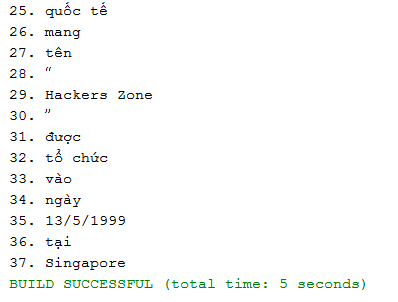 25. quốc tế
26. mang
27. tên
28. “
29. Hackers Zone
30. ”
31. được
32. tổ chức
33. vào
34. ngày
35. 13/5/1999
36. tại
37. Singapore
BUILD SUCCESSFUL (total time: 5 seconds)